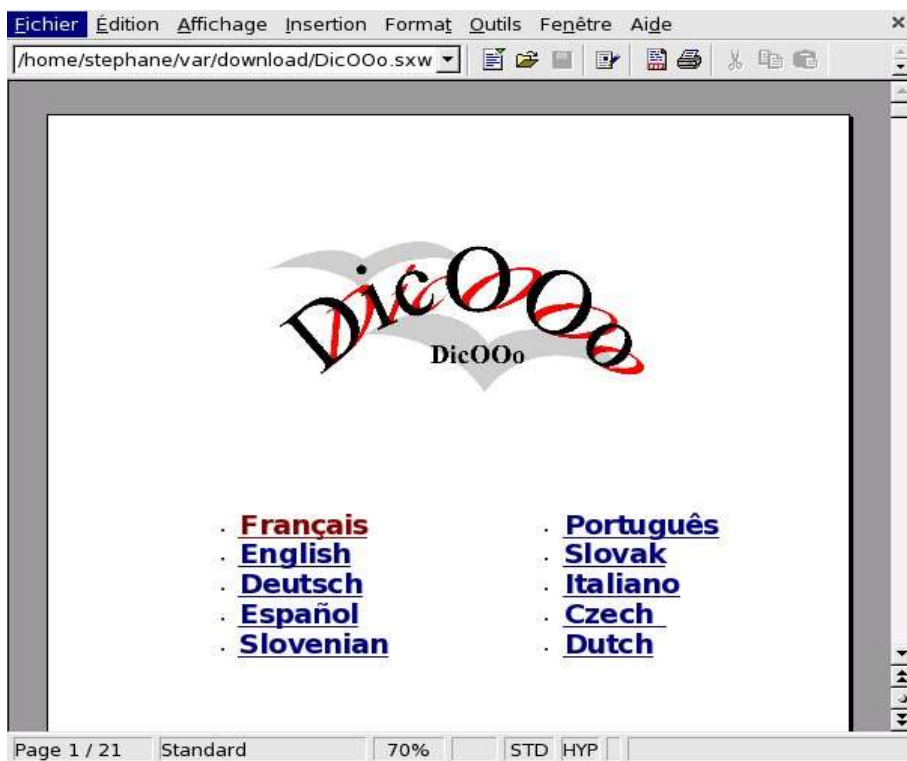 Fichier Édition Affichage Insertion Format Outils Fenêtre Aide
/home/stephane/var/download/DicOOo.sxw
DicOOo
DicOOo
Français
English
Deutsch
Español
Slovenian
Português
Slovak
Italiano
Czech
Dutch
Page 1 / 21 Standard 70% STD HYP